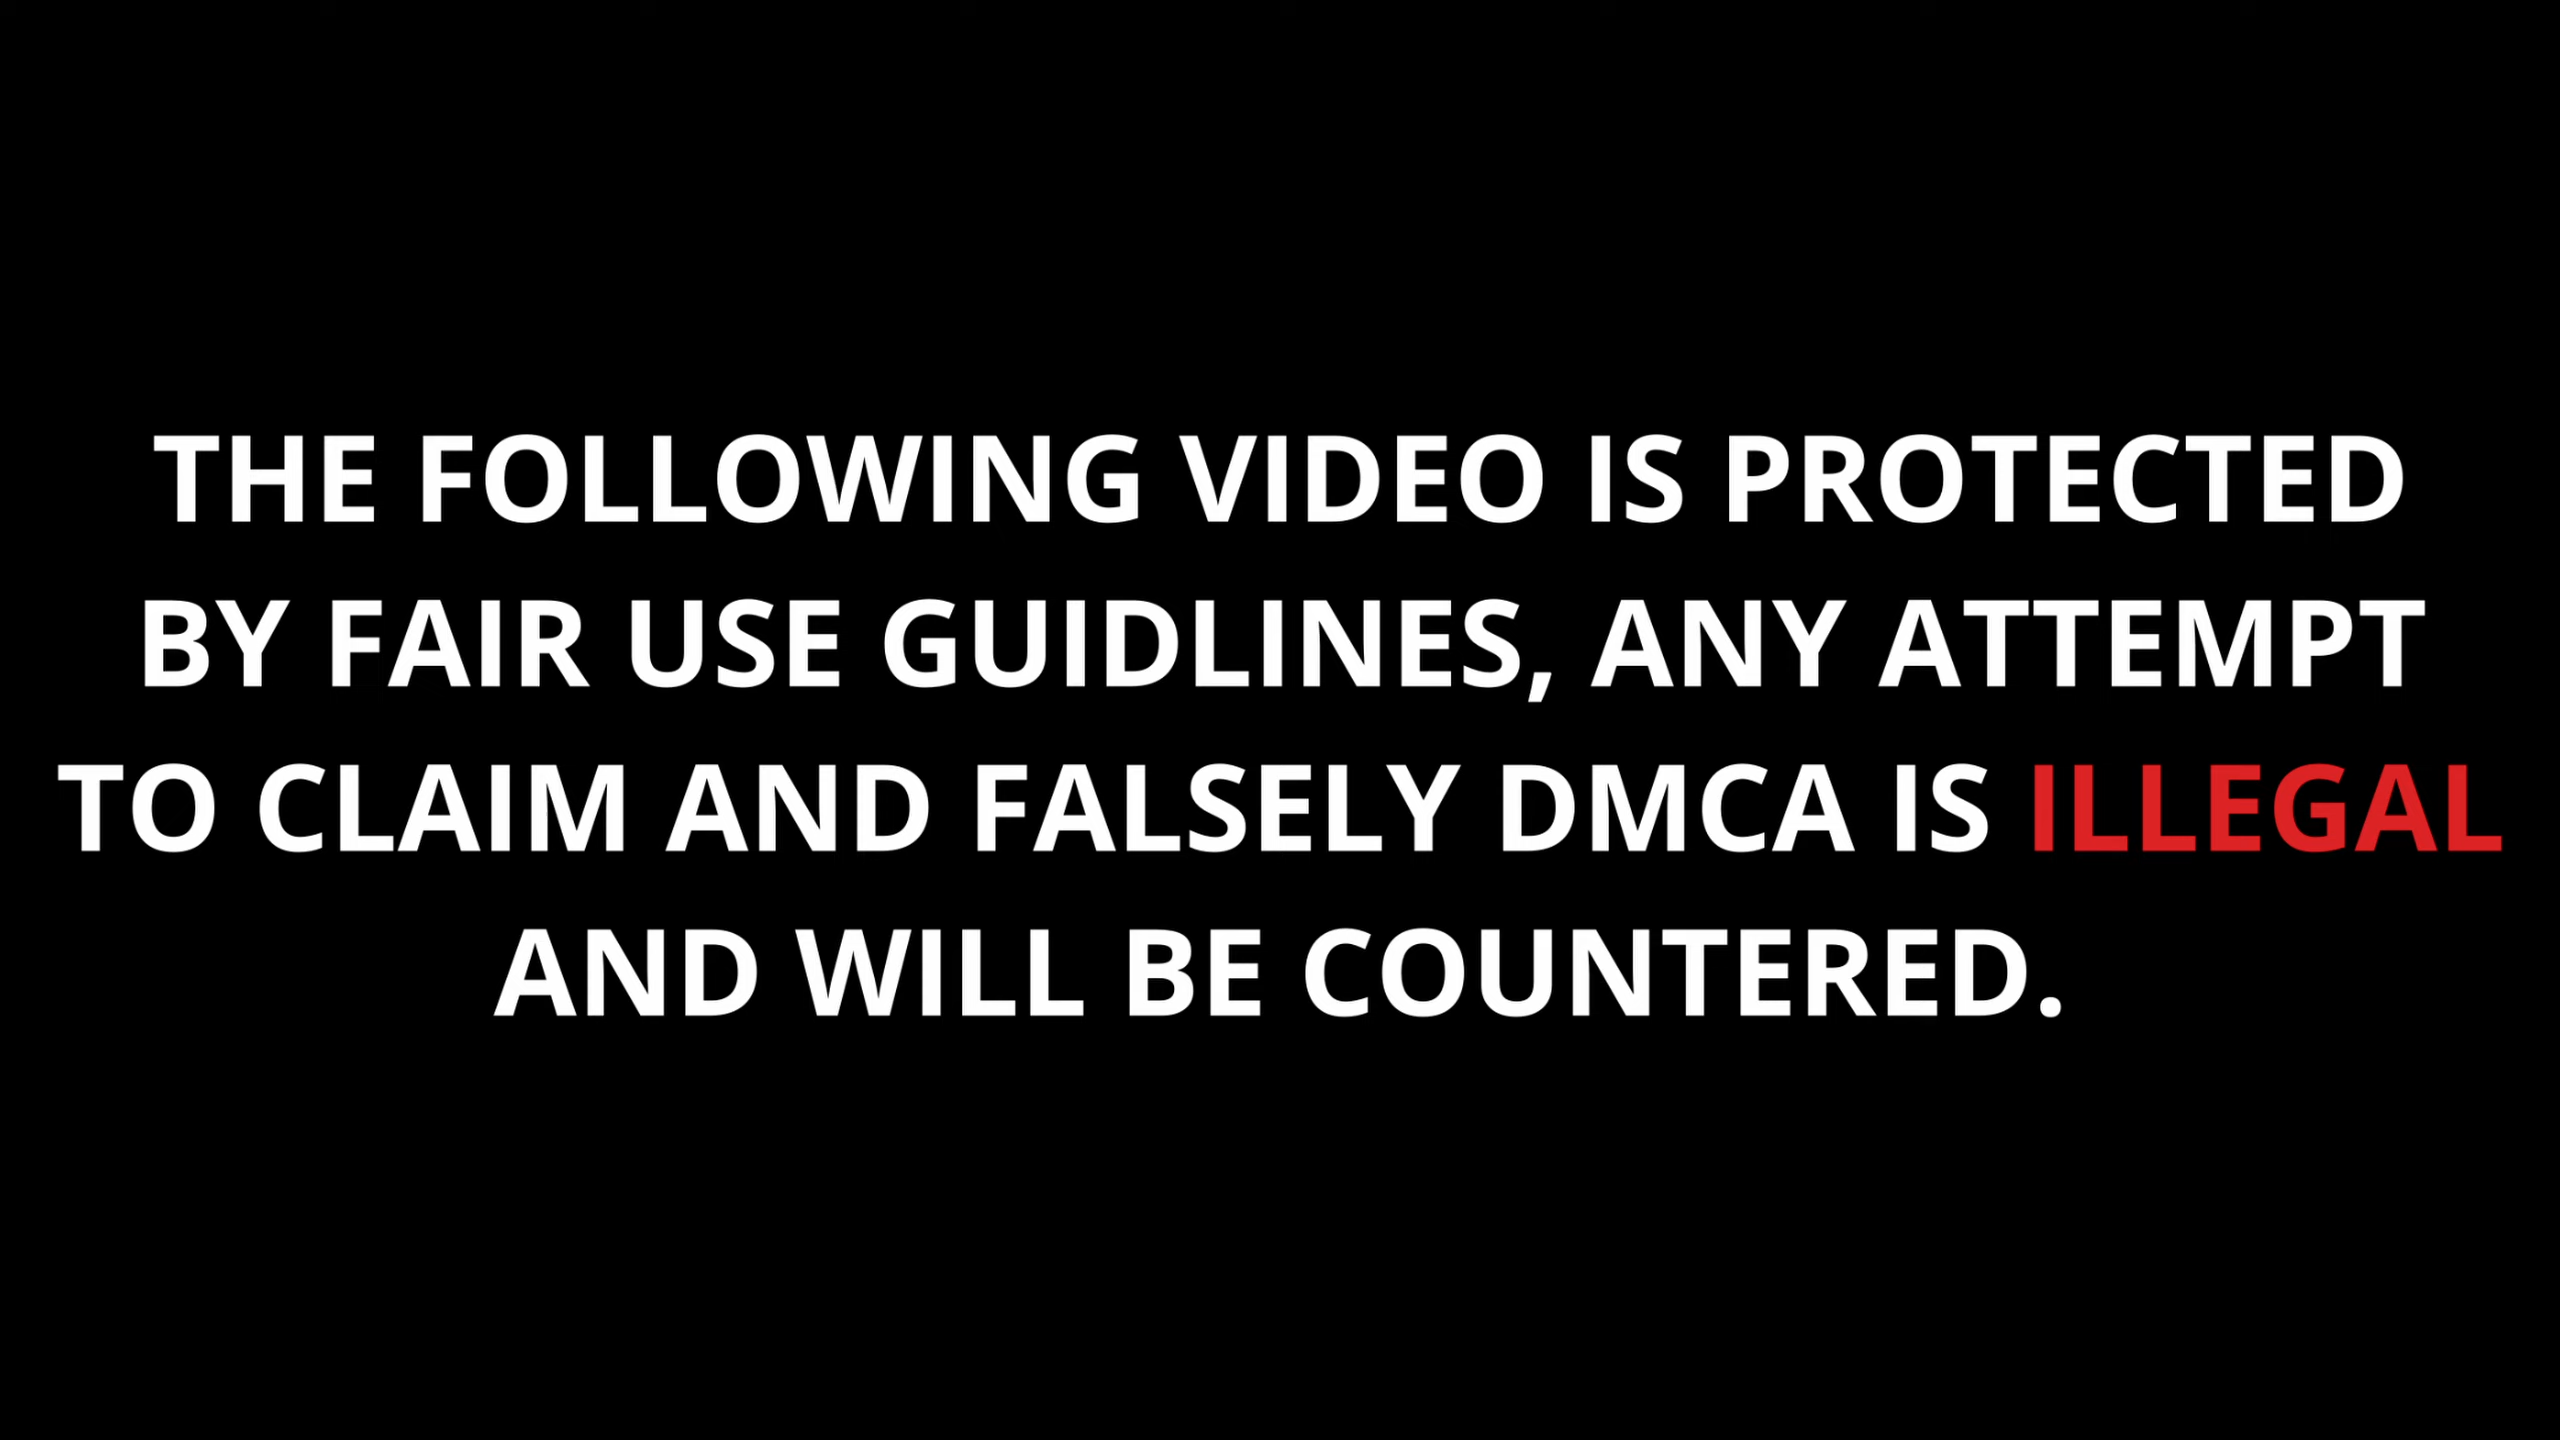 THE FOLLOWING VIDEO IS PROTECTED
BY FAIR USE GUIDLINES, ANY ATTEMPT
TO CLAIM AND FALSELY DMCA IS ILLEGAL
AND WILL BE COUNTERED.